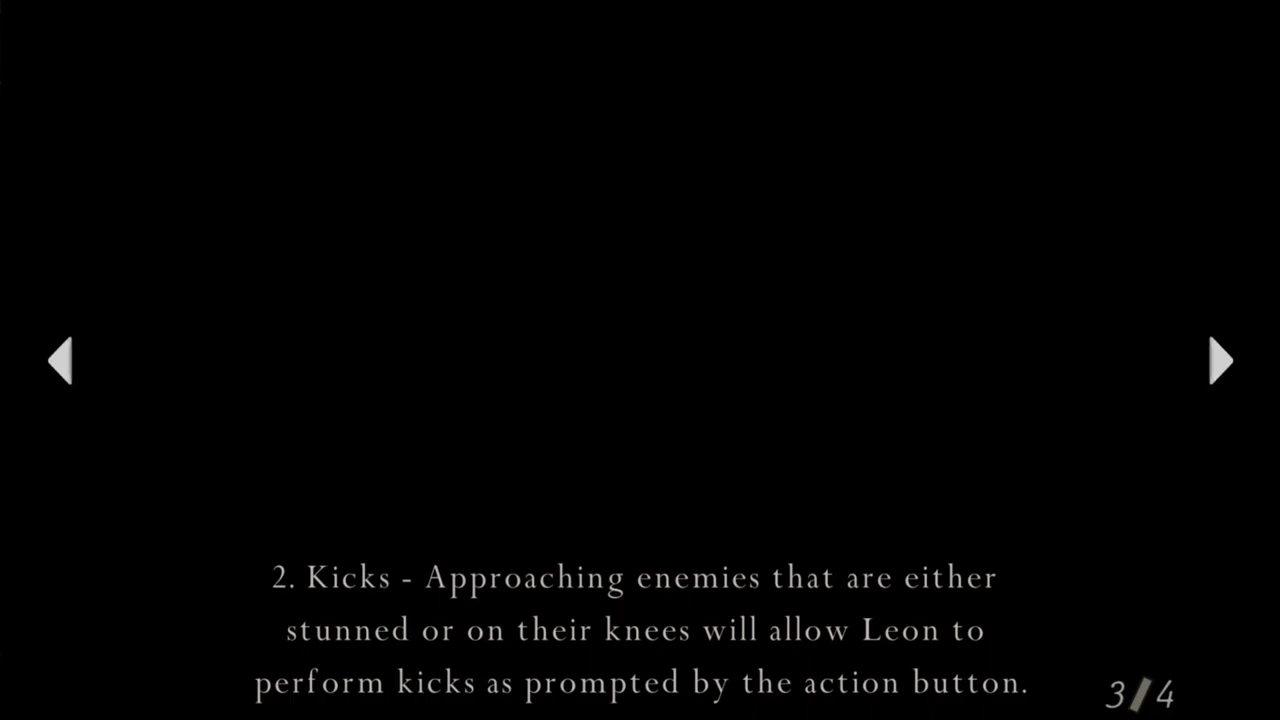 2. Kicks - Approaching enemies that are either
stunned or on their knees will allow Leon to
perform kicks as prompted by the action button.
3/4